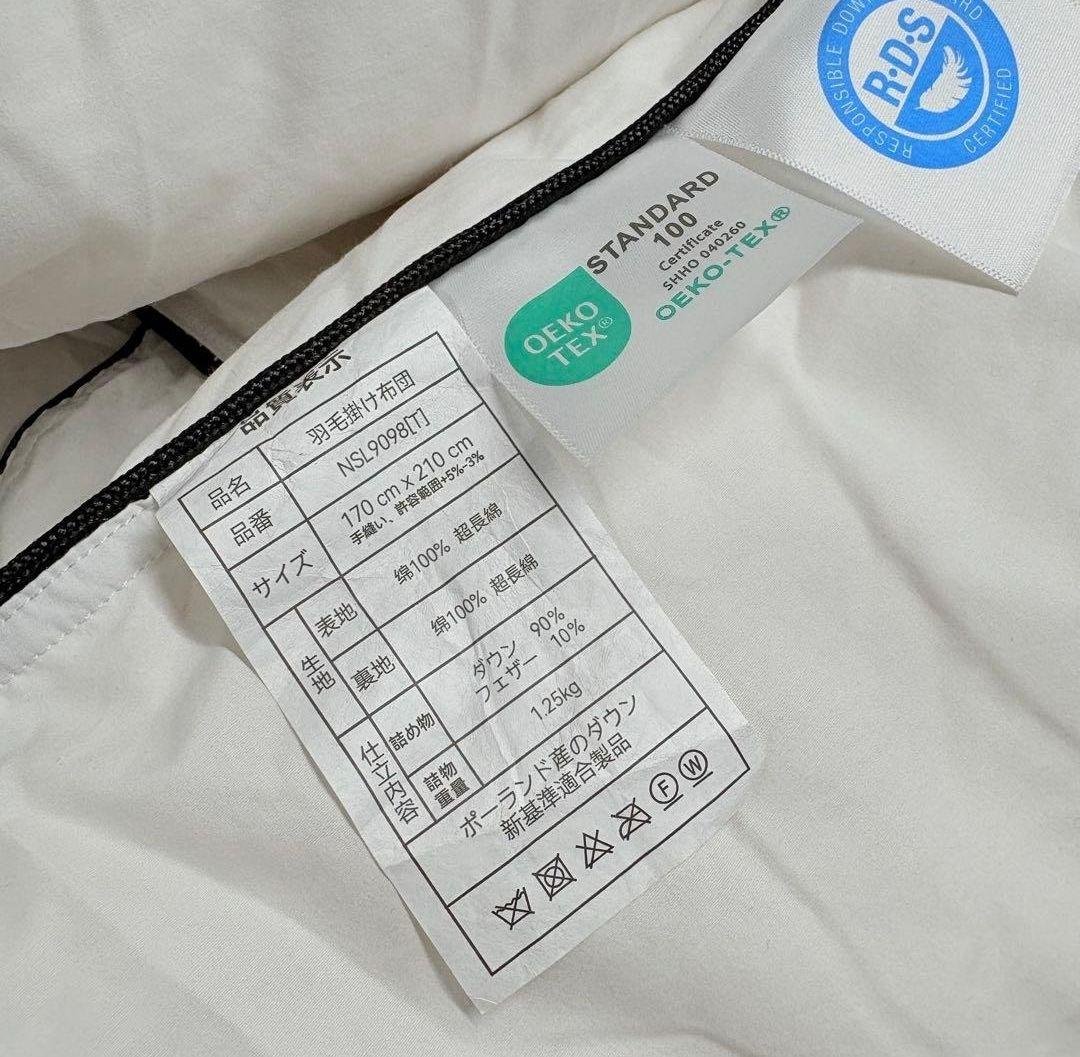 RESPONSIBLE DOWN
CERTIFIED
R·D·S
STANDARD
100
Certificate
SHHO 040260
OEKO-TEX®
OEKO
TEX®
品質表示
品名 羽毛掛け布団
品番 NSL9098[T]
サイズ 170 cm x 210 cm
手縫い、許容範囲+5%-3%
生地 表地 綿100% 超長綿
裏地 綿100% 超長綿
仕立内容 詰め物 ダウン 90%
フェザー 10%
詰物
重量 1.25kg
ポーランド産のダウン
新基準適合製品
F W